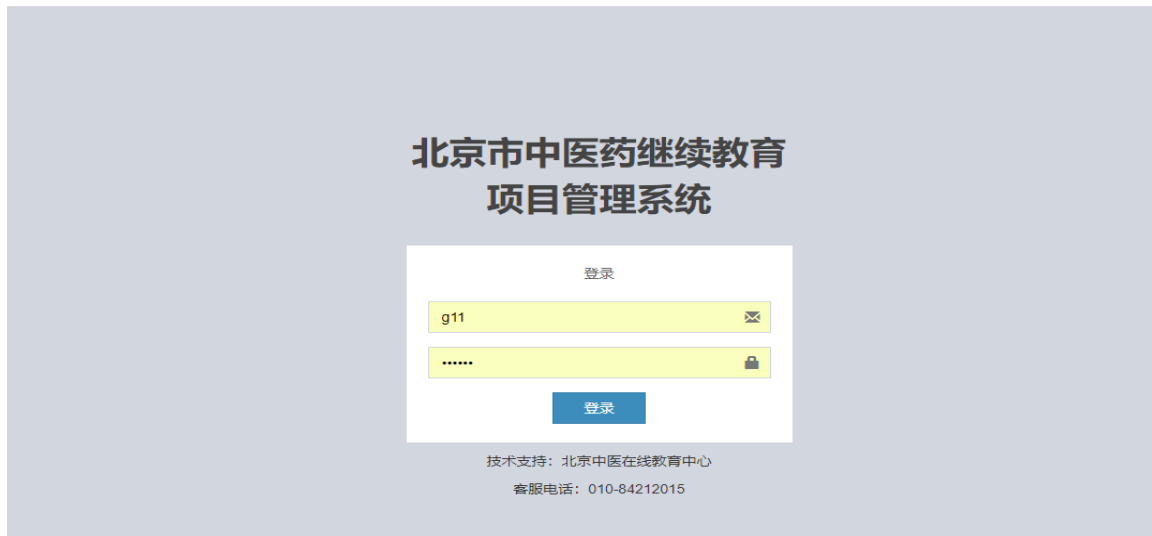 北京市中医药继续教育
项目管理系统
登录
g11
••••••
登录
技术支持：北京中医在线教育中心
客服电话：010-84212015